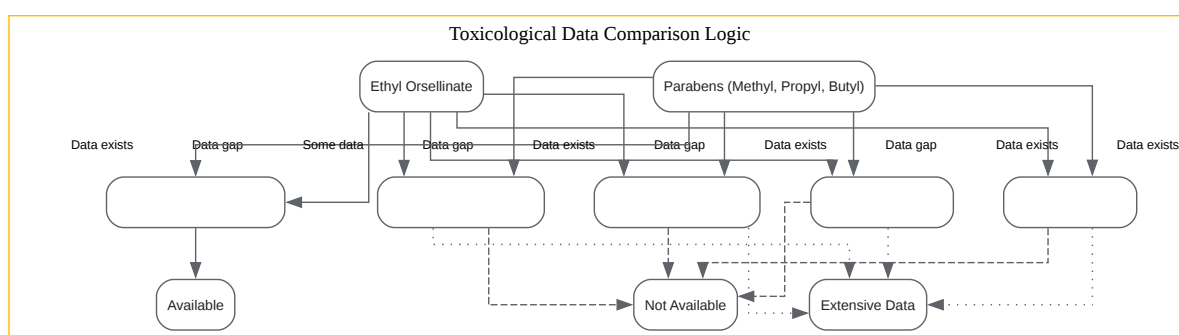 Toxicological Data Comparison Logic
Ethyl Orsellinate
Parabens (Methyl, Propyl, Butyl)
Data exists
Data gap
Some data
Data gap
Data exists
Data gap
Data exists
Data gap
Data exists
Data exists
Available
Not Available
Extensive Data